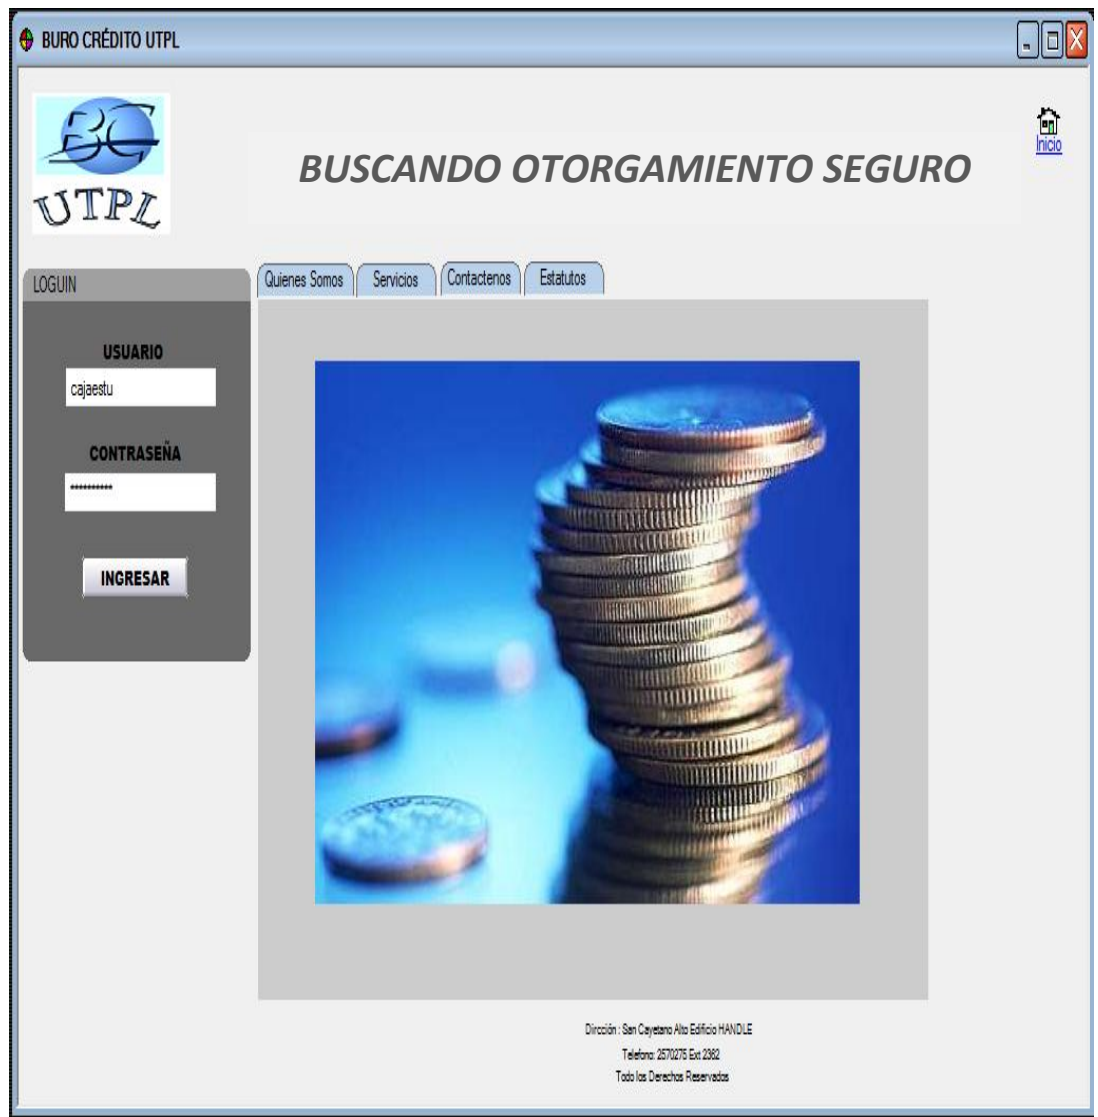 BURO CRÉDITO UTPL
BC
UTPL
BUSCANDO OTORGAMIENTO SEGURO
Inicio
LOGUIN
USUARIO
cajaestu
CONTRASEÑA
**********
INGRESAR
Quienes Somos
Servicios
Contactenos
Estatutos
Dircción : San Cayetano Alto Edificio HANDLE
Telefono: 2570275 Ext 2362
Todo los Derechos Reservados